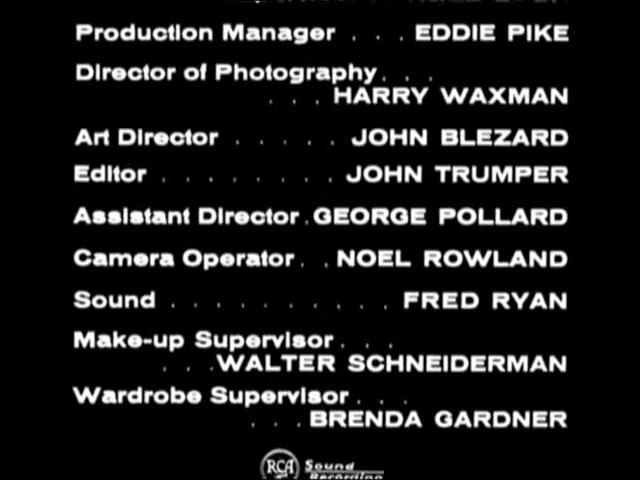 Production Manager . . . EDDIE PIKE
Director of Photography. . .
. . . HARRY WAXMAN
Art Director . . . . . JOHN BLEZARD
Editor . . . . . . . . JOHN TRUMPER
Assistant Director . GEORGE POLLARD
Camera Operator . . NOEL ROWLAND
Sound . . . . . . . . . . FRED RYAN
Make-up Supervisor . . .
. . . WALTER SCHNEIDERMAN
Wardrobe Supervisor . . .
. . . BRENDA GARDNER
RCA Sound
Recording